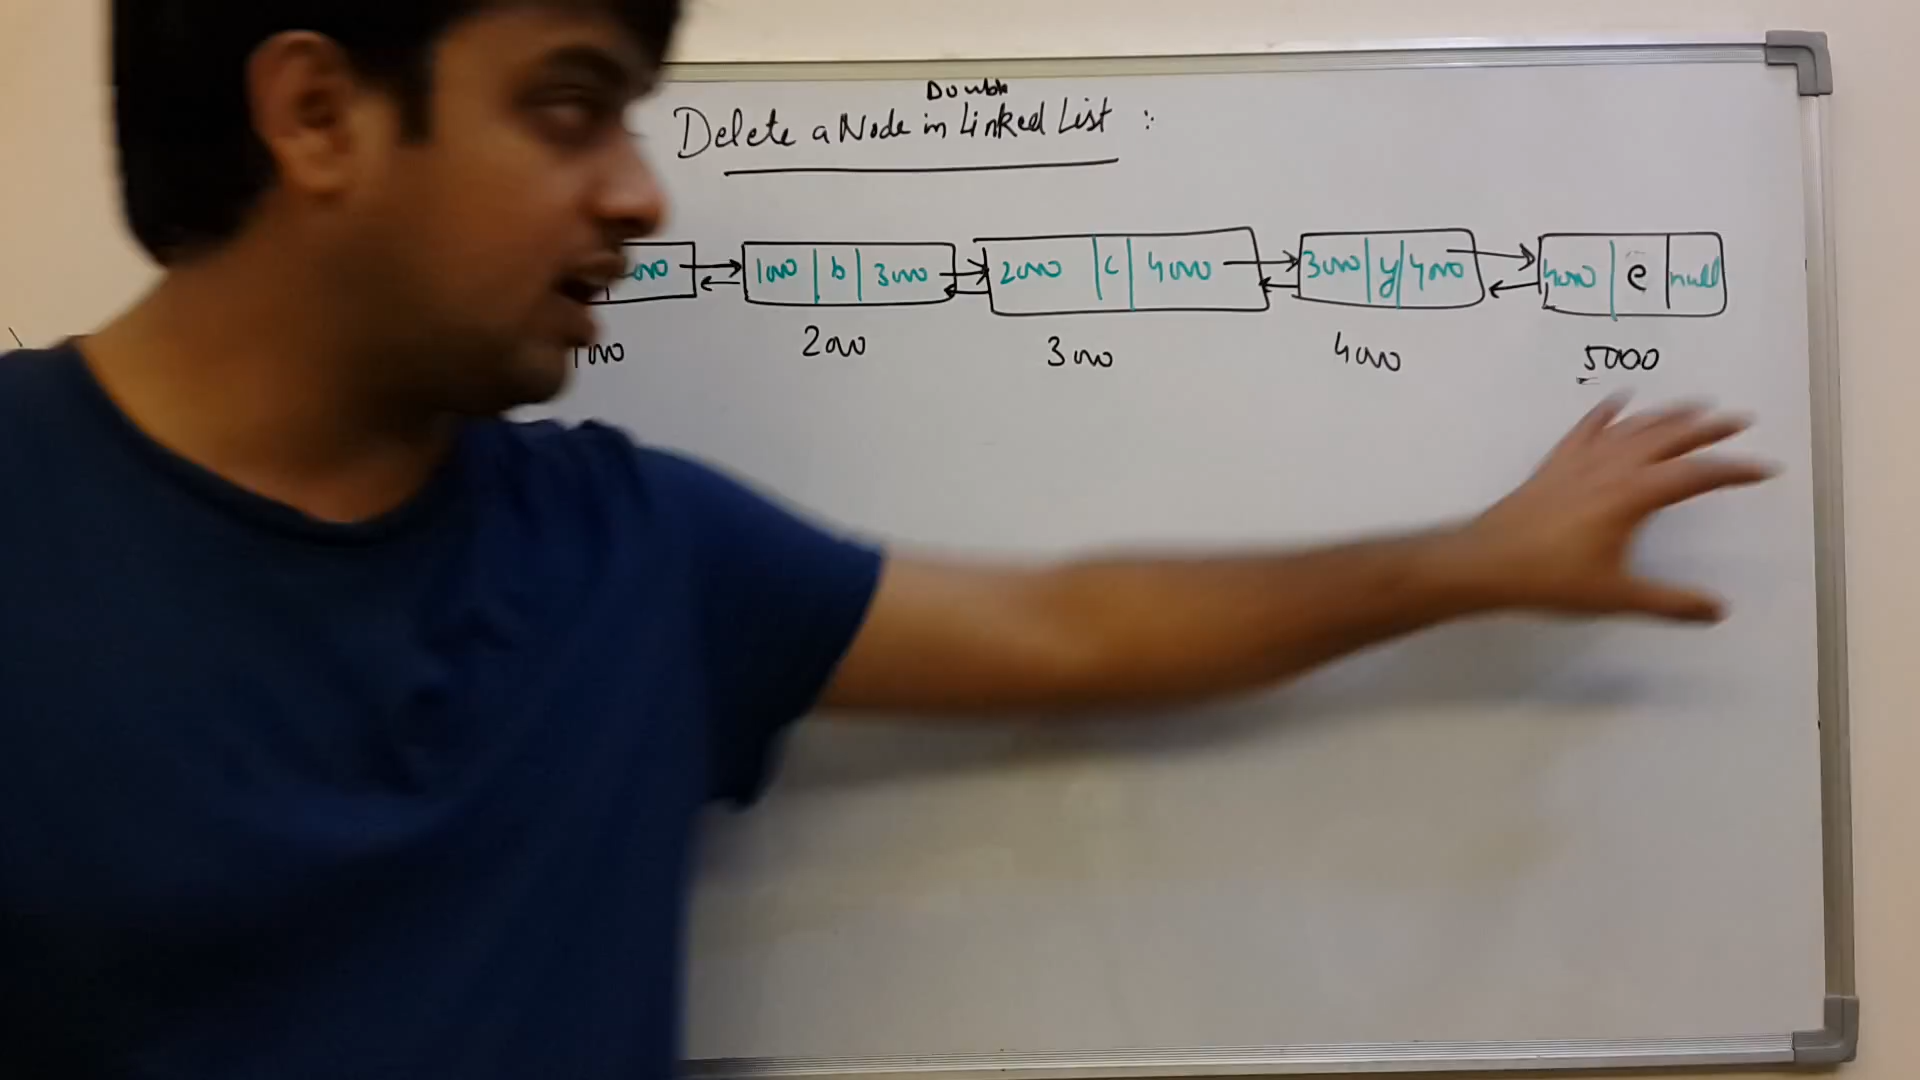 Double
Delete a Node in Linked List :
000 1000 b 3000 2000 c 4000 3000 y 4000 4000 e null
1000 2000 3000 4000 5000